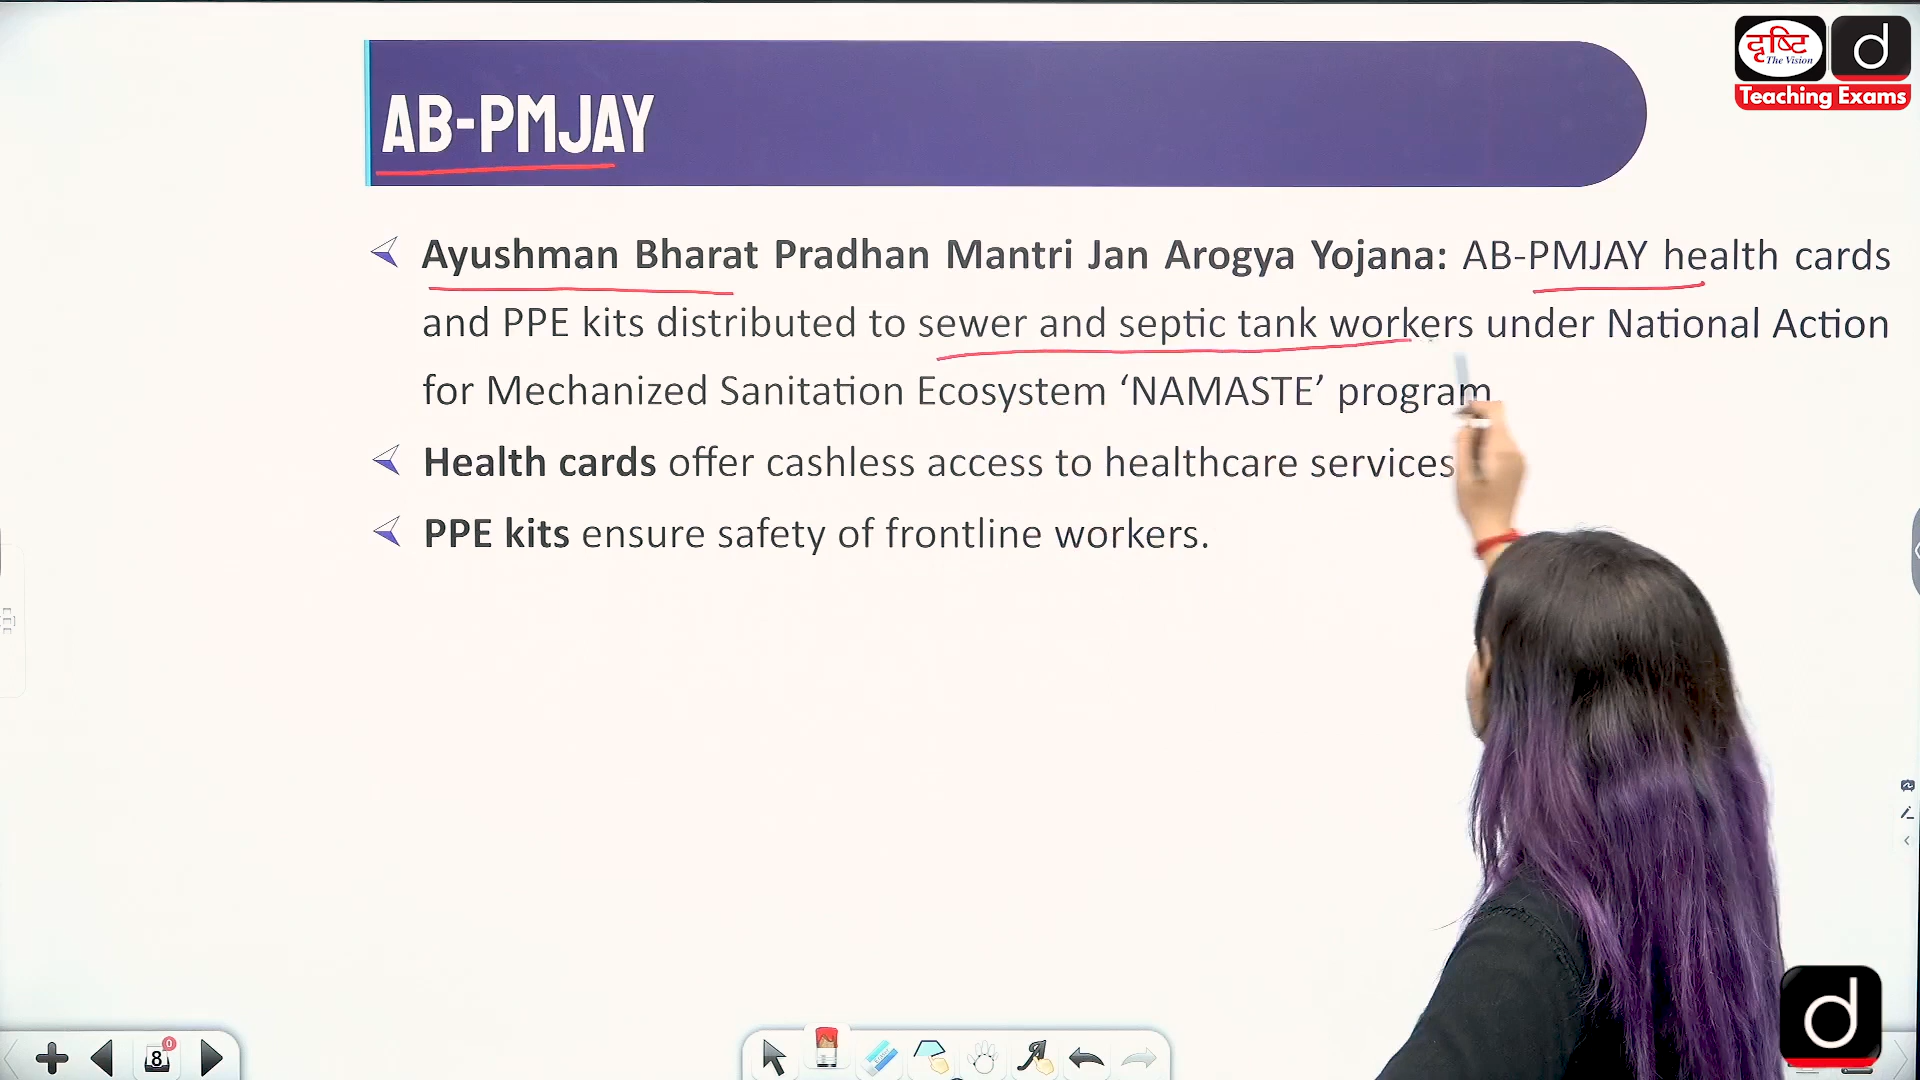 दृष्टि
The Vision
d
Teaching Exams
AB-PMJAY
Ayushman Bharat Pradhan Mantri Jan Arogya Yojana: AB-PMJAY health cards
and PPE kits distributed to sewer and septic tank workers under National Action
for Mechanized Sanitation Ecosystem ‘NAMASTE’ program
Health cards offer cashless access to healthcare services
PPE kits ensure safety of frontline workers.
8
0
d